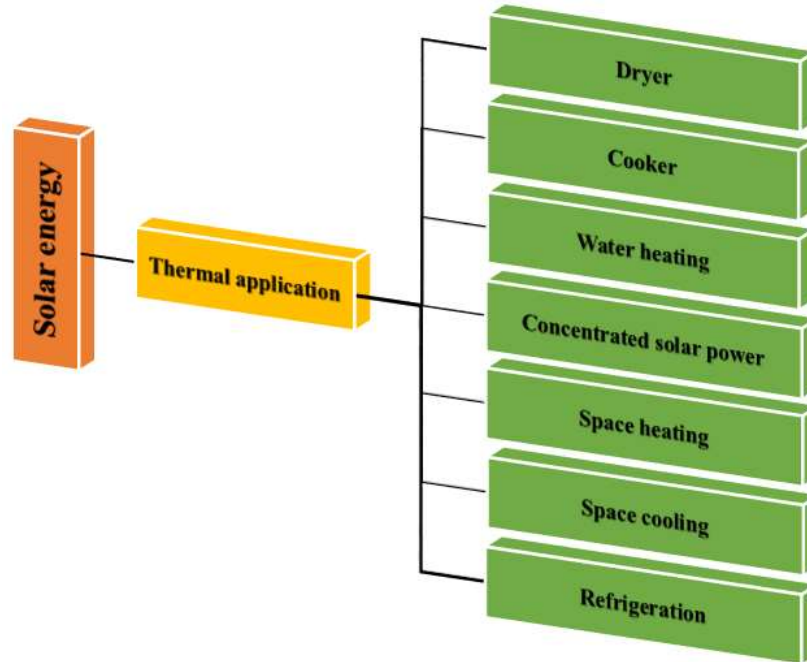 Solar energy
Thermal application
Dryer
Cooker
Water heating
Concentrated solar power
Space heating
Space cooling
Refrigeration